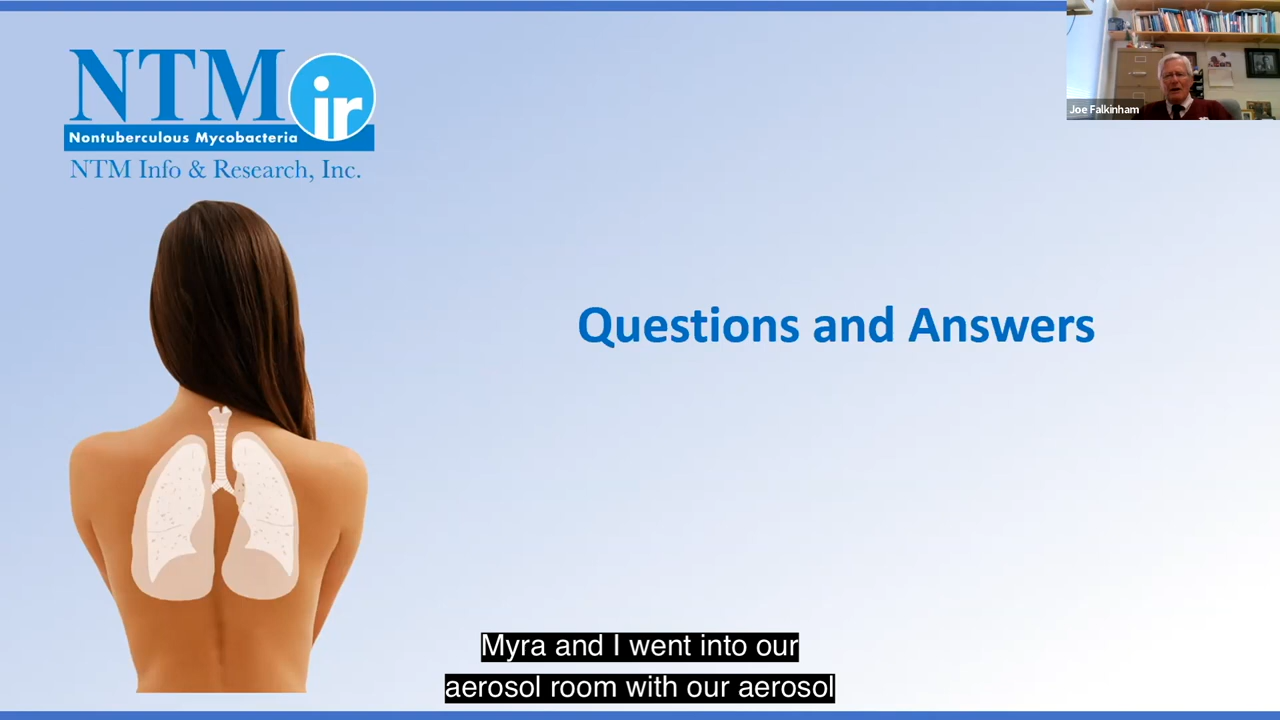 NTM
ir
Nontuberculous Mycobacteria
NTM Info & Research, Inc.
Joe Falkinham
Questions and Answers
Myra and I went into our
aerosol room with our aerosol